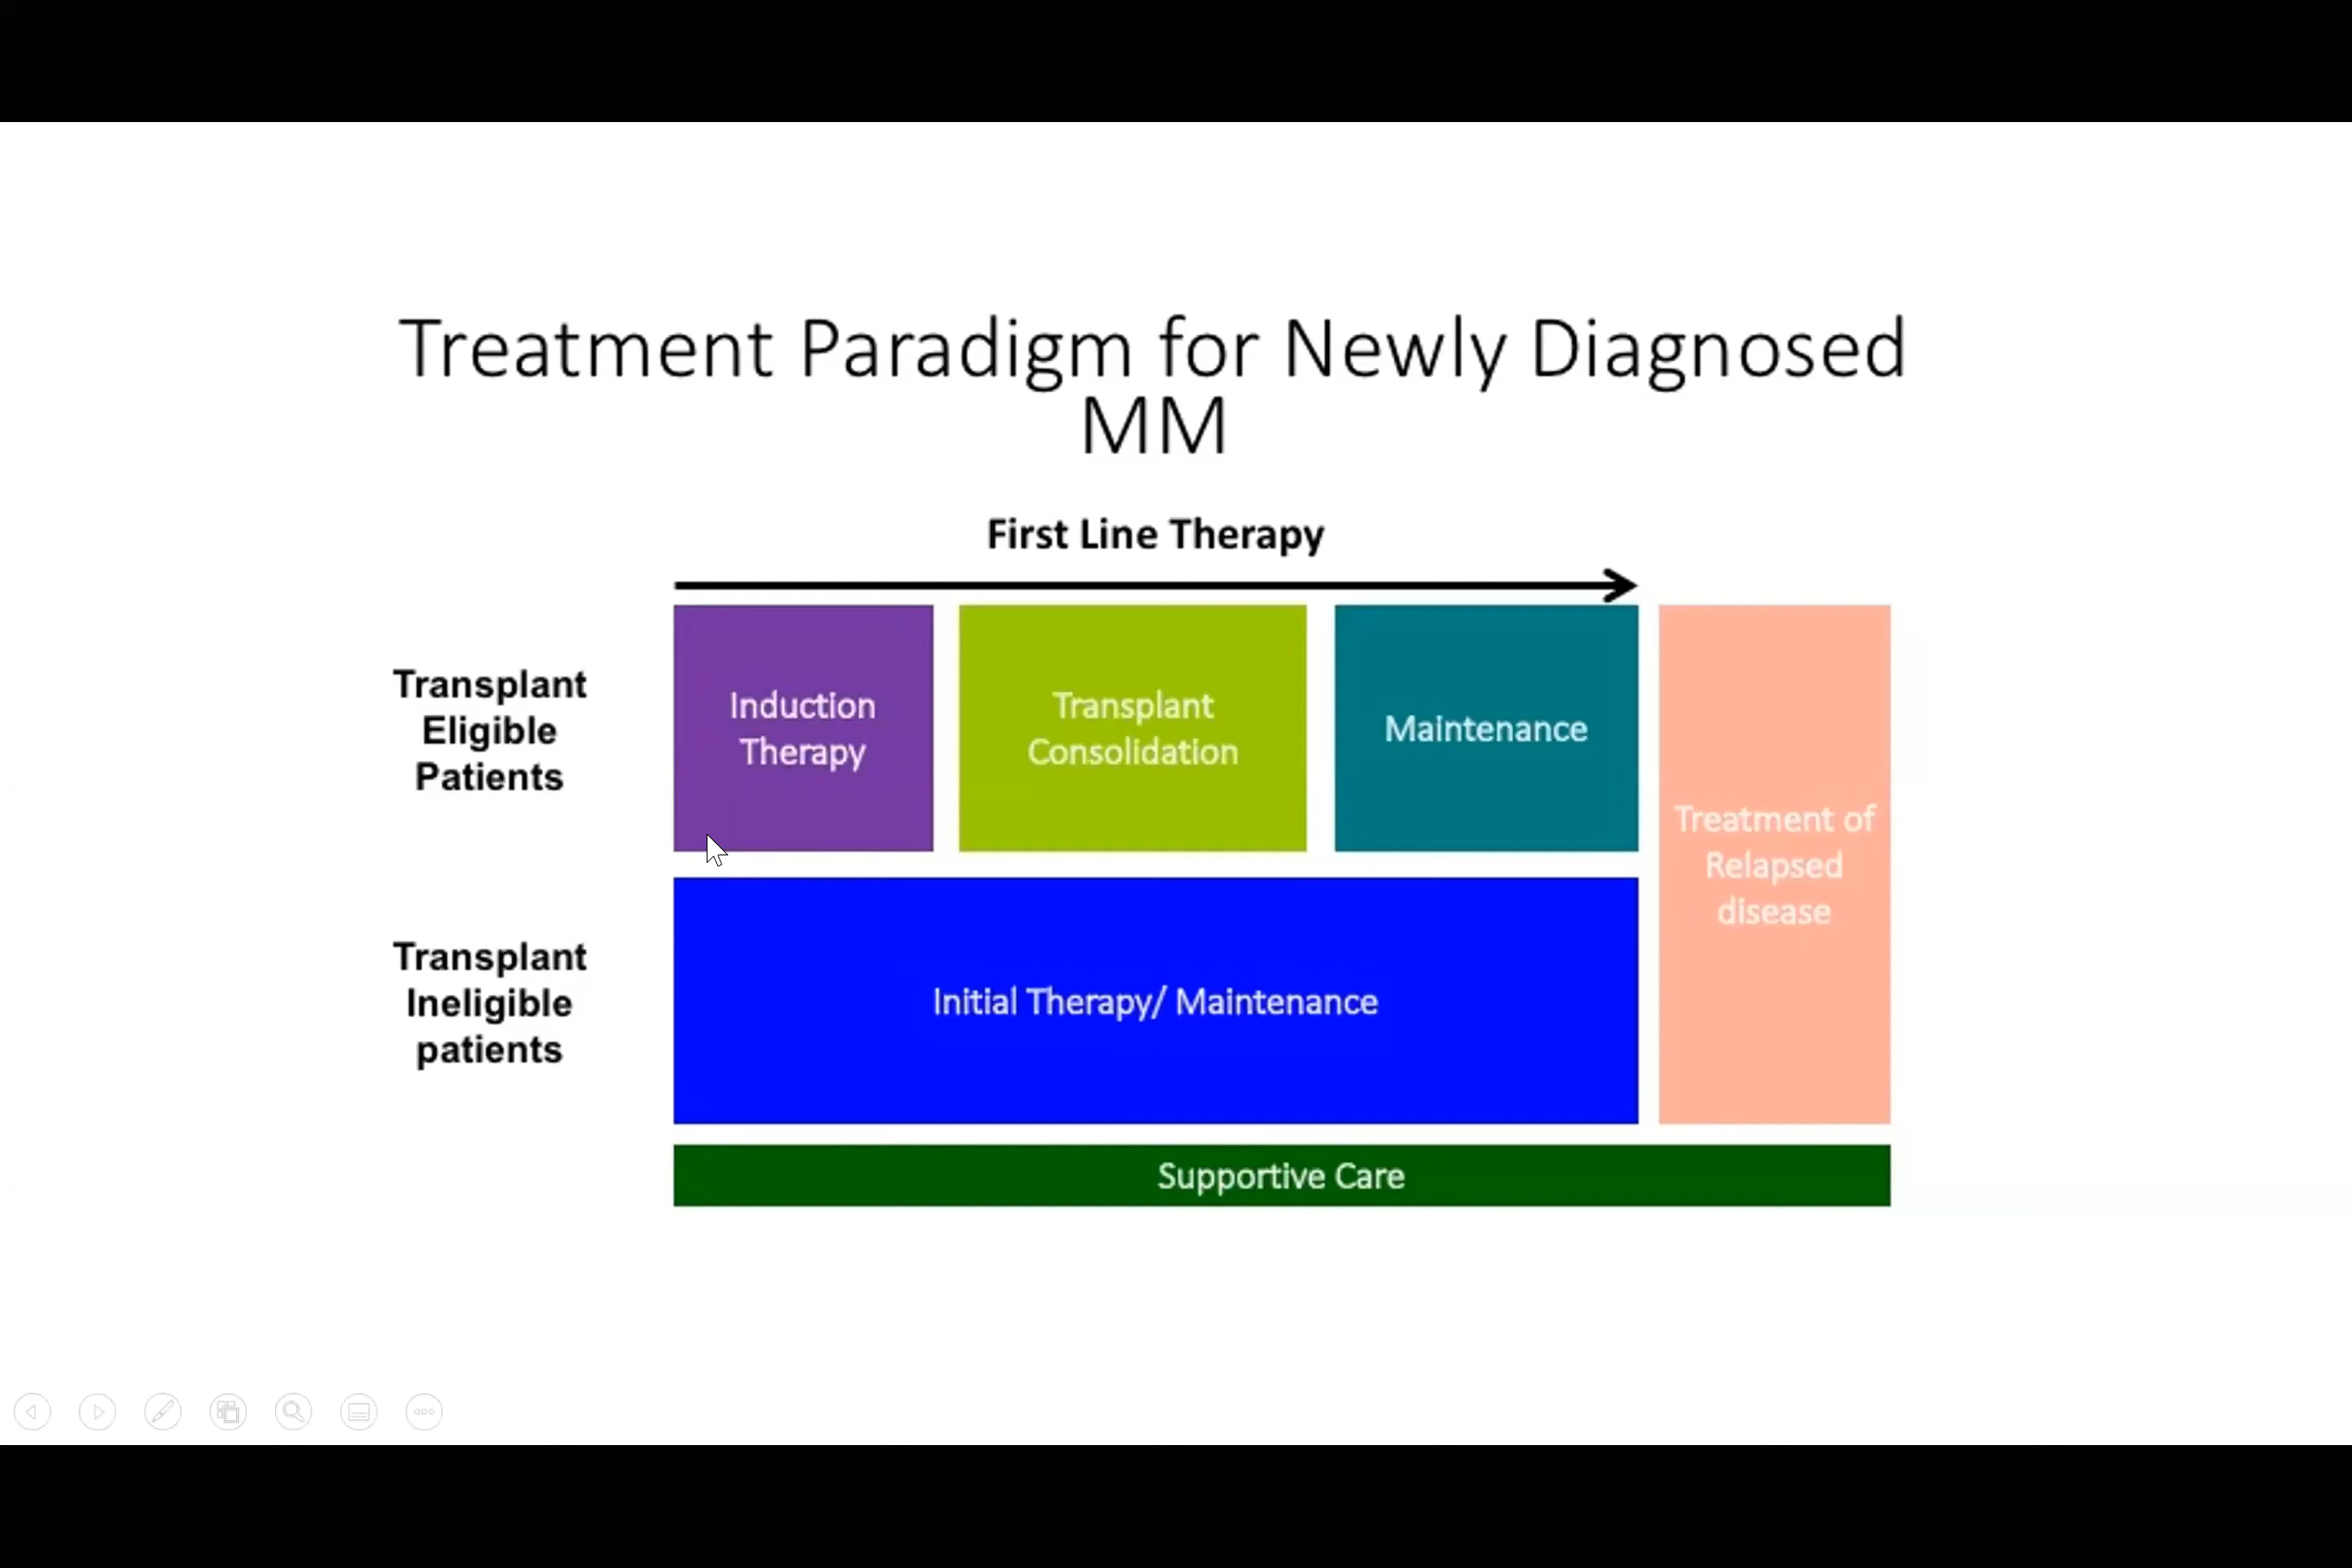 Treatment Paradigm for Newly Diagnosed
MM
First Line Therapy
Transplant
Eligible
Patients
Induction
Therapy
Transplant
Consolidation
Maintenance
Treatment of
Relapsed
disease
Transplant
Ineligible
patients
Initial Therapy/ Maintenance
Supportive Care